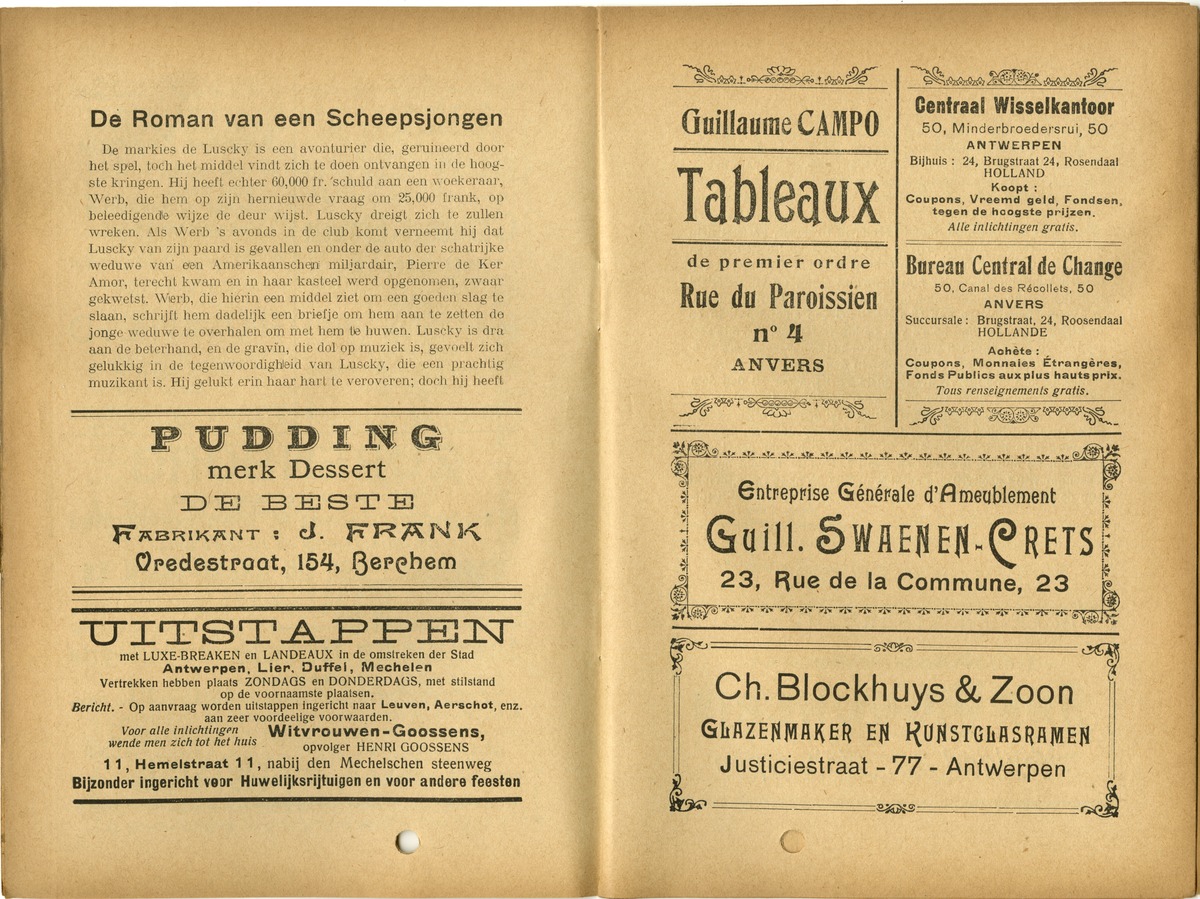 De Roman van een Scheepsjongen
De markies de Luscky is een avonturier die, geruineerd door
het spel, toch het middel vindt zich te doen ontvangen in de hoog-
ste kringen. Hij heeft echter 60,000 fr. schuld aan een woekeraar,
Werb, die hem op zijn hernieuwde vraag om 25,000 frank, op
beleedigende wijze de deur wijst. Luscky dreigt zich te zullen
wreken. Als Werb 's avonds in de club komt verneemt hij dat
Luscky van zijn paard is gevallen en onder de auto der schatrijke
weduwe van een Amerikaanschen miljardair, Pierre de Ker
Amor, terecht kwam en in haar kasteel werd opgenomen, zwaar
gekwetst. Werb, die hierin een middel ziet om een goeden slag te
slaan, schrijft hem dadelijk een briefje om hem aan te zetten de
jonge weduwe te overhalen om met hem te huwen. Luscky is dra
aan de beterhand, en de gravin, die dol op muziek is, gevoelt zich
gelukkig in de tegenwoordigheid van Luscky, die een prachtig
muzikant is. Hij gelukt erin haar hart te veroveren; doch hij heeft
PUDDING
merk Dessert
DE BESTE
FABRIKANT : J. FRANK
Vredestraat, 154, Berchem
UITSTAPPEN
met LUXE-BREAKEN en LANDEAUX in de omstreken der Stad
Antwerpen, Lier, Duffel, Mechelen
Vertrekken hebben plaats ZONDAGS en DONDERDAGS, met stilstand
op de voornaamste plaatsen.
Bericht. - Op aanvraag worden uitstappen ingericht naar Leuven, Aerschot, enz.
aan zeer voordeelige voorwaarden.
Voor alle inlichtingen
wende men zich tot het huis
Witvrouwen-Goossens,
opvolger HENRI GOOSSENS
11, Hemelstraat 11, nabij den Mechelschen steenweg
Bijzonder ingericht voor Huwelijksrijtuigen en voor andere feesten
Guillaume CAMPO
Tableaux
de premier ordre
Rue du Paroissien
nº 4
ANVERS
Centraal Wisselkantoor
50, Minderbroedersrui, 50
ANTWERPEN
Bijhuis : 24, Brugstraat 24, Rosendaal
HOLLAND
Koopt :
Coupons, Vreemd geld, Fondsen,
tegen de hoogste prijzen.
Alle inlichtingen gratis.
Bureau Central de Change
50, Canal des Récollets, 50
ANVERS
Succursale : Brugstraat, 24, Roosendaal
HOLLANDE
Achète :
Coupons, Monnaies Étrangères,
Fonds Publics aux plus hauts prix.
Tous renseignements gratis.
Entreprise Générale d'Ameublement
Guill. SWAENEN-CRETS
23, Rue de la Commune, 23
Ch. Blockhuys & Zoon
GLAZENMAKER EN KUNSTGLASRAMEN
Justiciestraat - 77 - Antwerpen